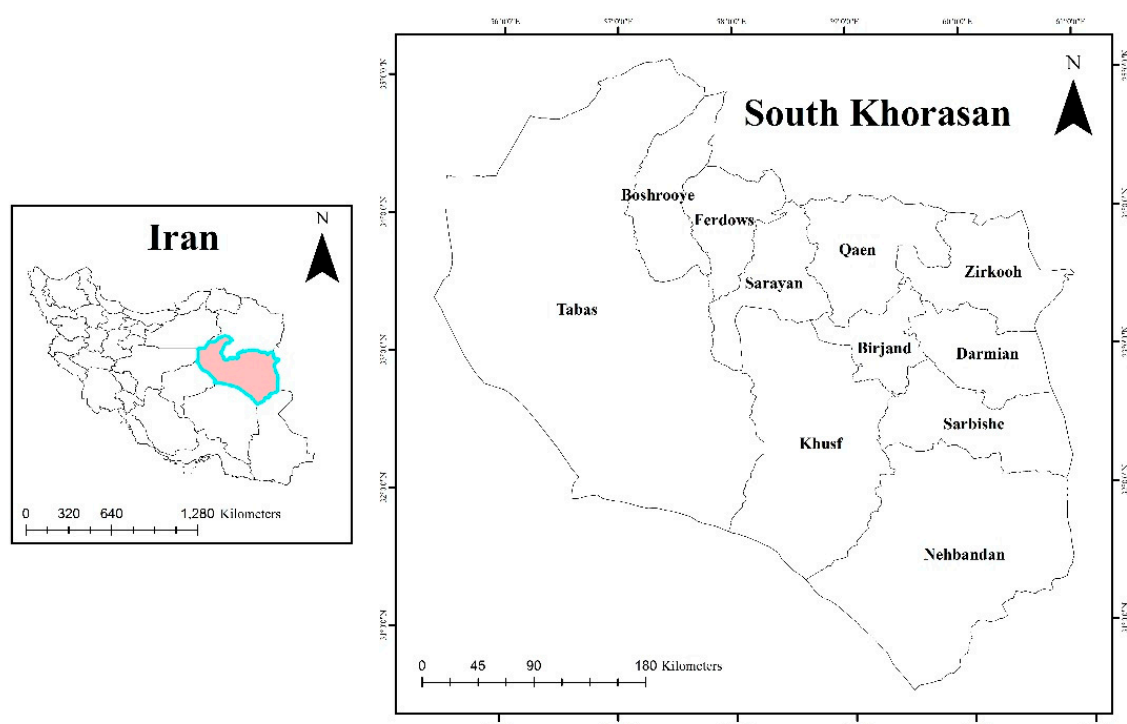 N
Iran
0 320 640 1,280 Kilometers
N
South Khorasan
Boshrooye
Ferdows
Qaen
Zirkooh
Sarayan
Tabas
Birjand
Darmian
Sarbishe
Khusf
Nehbandan
0 45 90 180 Kilometers